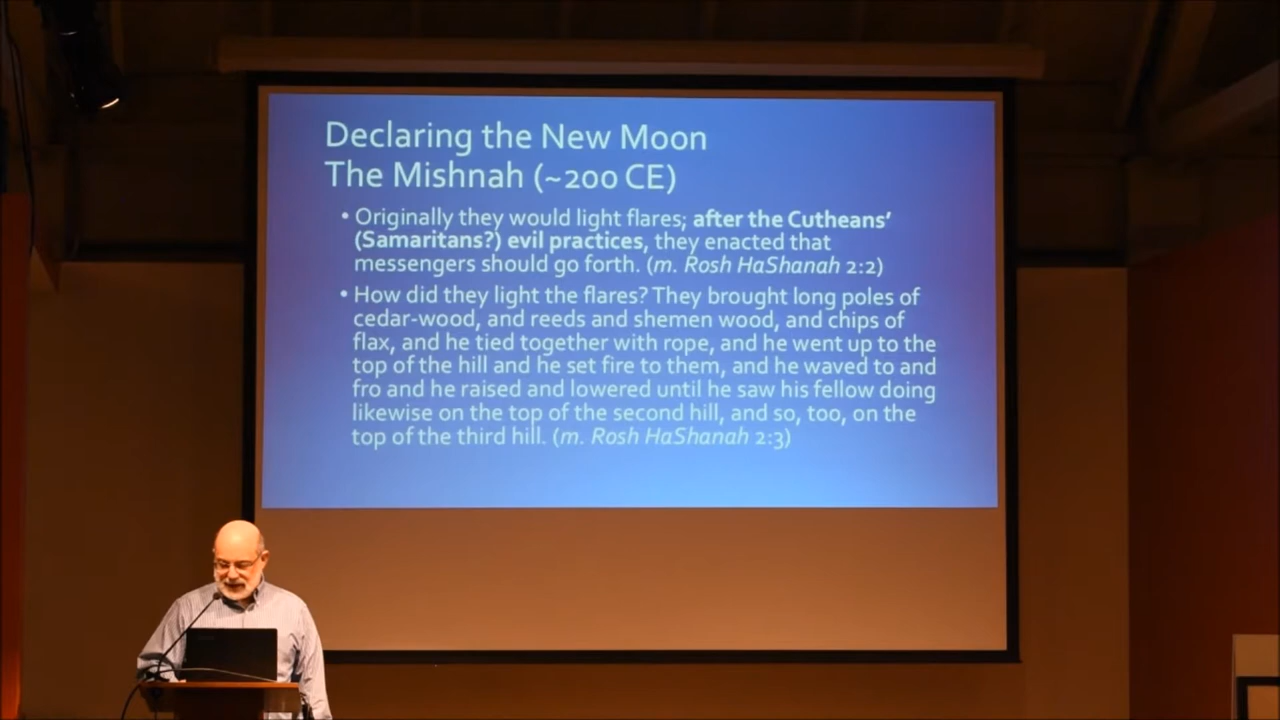 Declaring the New Moon
The Mishnah (~200 CE)
• Originally they would light flares; after the Cutheans’
(Samaritans?) evil practices, they enacted that
messengers should go forth. (m. Rosh HaShanah 2:2)
• How did they light the flares? They brought long poles of
cedar-wood, and reeds and shemen wood, and chips of
flax, and he tied together with rope, and he went up to the
top of the hill and he set fire to them, and he waved to and
fro and he raised and lowered until he saw his fellow doing
likewise on the top of the second hill, and so, too, on the
top of the third hill. (m. Rosh HaShanah 2:3)